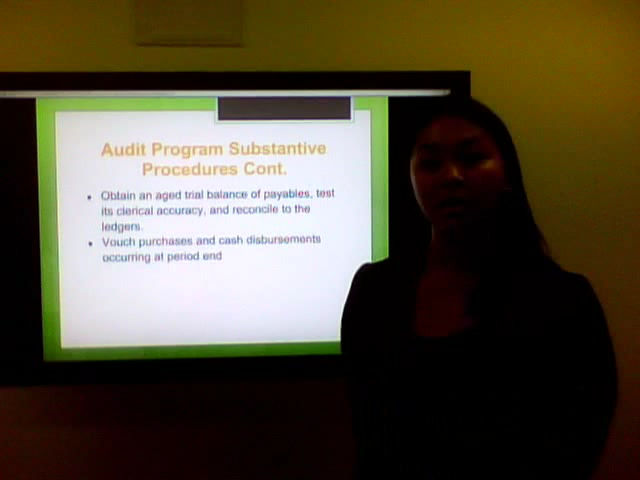 Audit Program Substantive
Procedures Cont.
• Obtain an aged trial balance of payables, test
its clerical accuracy, and reconcile to the
ledgers.
• Vouch purchases and cash disbursements
occurring at period end